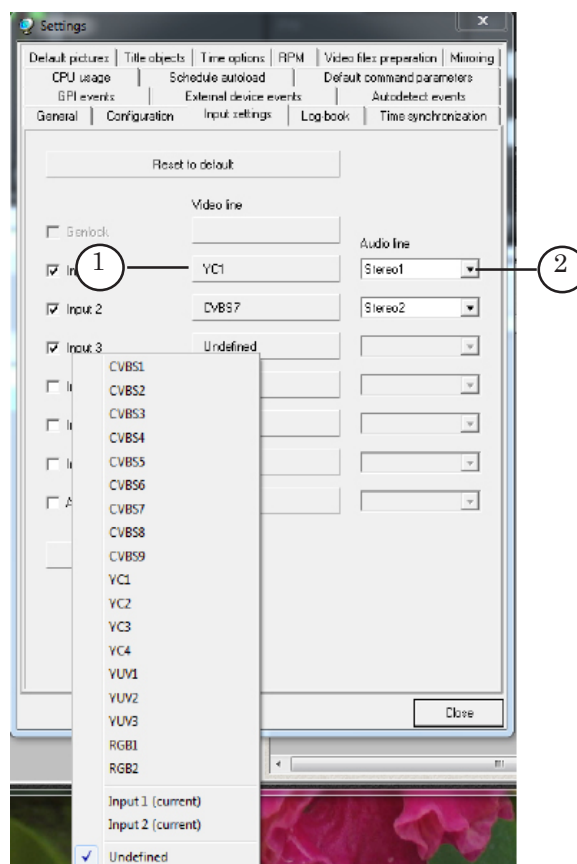 Settings
x
Default pictures Title objects Time options RPM Video files preparation Mirroring
CPU usage Schedule autoload Default command parameters
GPI events External device events Autodetect events
General Configuration Input settings Log-book Time synchronization
Reset to default
Video line
Genlock
Audio line
1
YC1
Stereo1
2
Input 2
CVBS7
Stereo2
Input 3
Undefined
CVBS1
CVBS2
CVBS3
CVBS4
CVBS5
CVBS6
CVBS7
CVBS8
CVBS9
YC1
YC2
YC3
YC4
YUV1
YUV2
YUV3
Close
RGB1
RGB2
Input 1 (current)
Input 2 (current)
Undefined